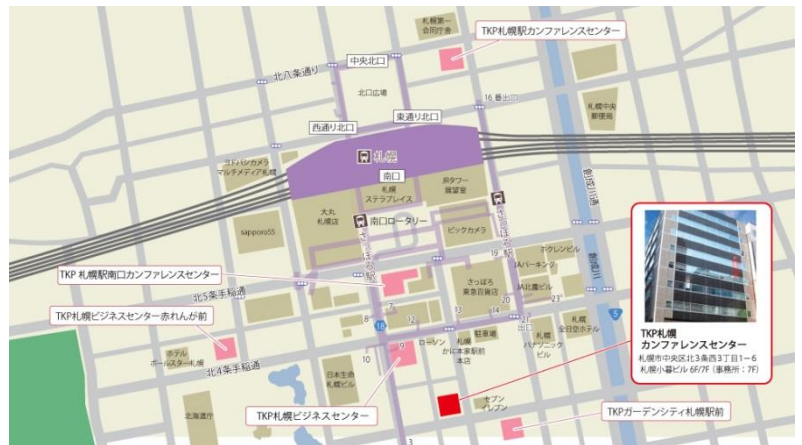 札幌第一
合同庁舎
TKP札幌駅カンファレンスセンター
中央北口
北八条通り
北口広場
16 番出口
札幌中央
郵便局
東通り北口
西通り北口
札幌
ヨドバシカメラ
マルチメディア札幌
南口
札幌
ステラプレイス
JRタワー
展望室
大丸
札幌店
南口ロータリー
ビックカメラ
sapporo55
創成川通
創成川
ホクレンビル
19
JAパーキング
TKP 札幌駅南口カンファレンスセンター
さっぽろ
東急百貨店
JA北農ビル
北5条手稲通
20
23
7
13
14
TKP札幌ビジネスセンター赤れんが前
8
18
12
21
出口
5
9
ローソン
札幌
かに本家駅前
本店
駐車場
札幌
パナソニック
ビル
札幌
全日空ホテル
ホテル
ポールスター札幌
10
北4条手稲通
日本生命
札幌ビル
TKP札幌ビジネスセンター
セブン
イレブン
TKPガーデンシティ札幌駅前
北海道庁
3
TKP札幌
カンファレンスセンター
札幌市中央区北3条西3丁目1−6
札幌小暮ビル 6F/7F（事務所：7F）